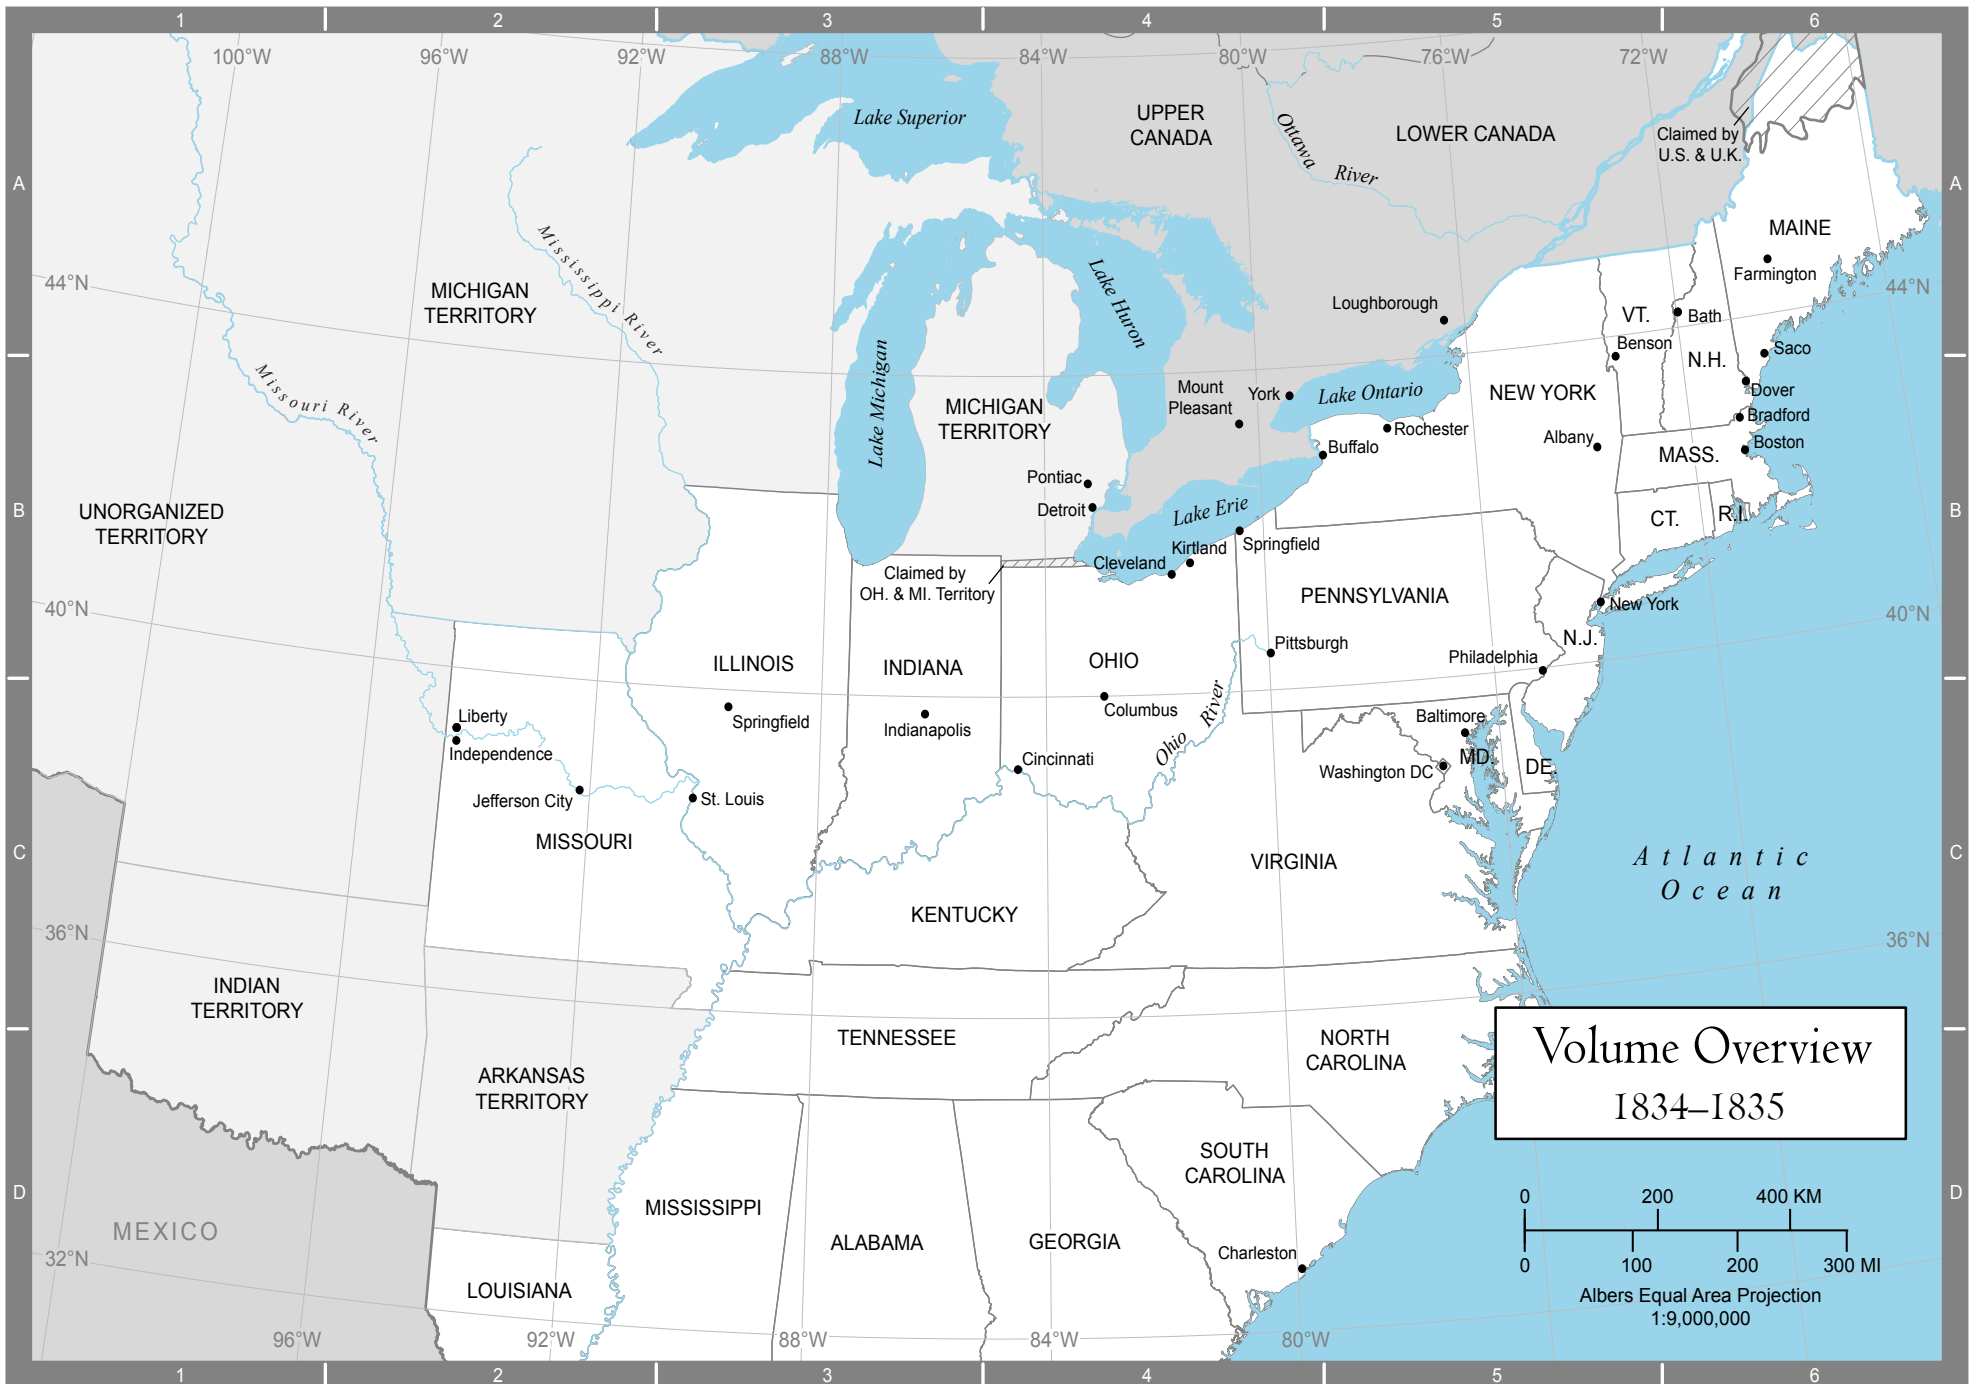 1 2 3 4 5 6
100°W 96°W 92°W 88°W 84°W 80°W 76°W 72°W
Lake Superior
UPPER
CANADA
LOWER CANADA
Ottawa
River
Claimed by
U.S. & U.K.
A
A
MAINE
Farmington
Mississippi River
MICHIGAN
TERRITORY
Lake Huron
44°N
44°N
Loughborough
VT.
Bath
Benson
N.H.
Saco
Missouri River
Lake Michigan
Mount
Pleasant
York
Lake Ontario
NEW YORK
Dover
Bradford
MICHIGAN
TERRITORY
Rochester
Buffalo
Albany
Boston
MASS.
Pontiac
Detroit
Lake Erie
B
B
UNORGANIZED
TERRITORY
CT.
R.I.
Kirtland
Springfield
Cleveland
Claimed by
OH. & MI. Territory
PENNSYLVANIA
New York
40°N
40°N
N.J.
Pittsburgh
Philadelphia
ILLINOIS
INDIANA
OHIO
Liberty
Springfield
Indianapolis
Columbus
Ohio
River
Baltimore
Independence
MD.
Cincinnati
Washington DC
DE.
Jefferson City
St. Louis
MISSOURI
C
C
VIRGINIA
Atlantic
Ocean
KENTUCKY
36°N
36°N
INDIAN
TERRITORY
TENNESSEE
NORTH
CAROLINA
Volume Overview
1834–1835
ARKANSAS
TERRITORY
SOUTH
CAROLINA
D
D
MISSISSIPPI
MEXICO
ALABAMA
GEORGIA
Charleston
0 200 400 KM
0 100 200 300 MI
32°N
LOUISIANA
Albers Equal Area Projection
1:9,000,000
96°W 92°W 88°W 84°W 80°W
1 2 3 4 5 6